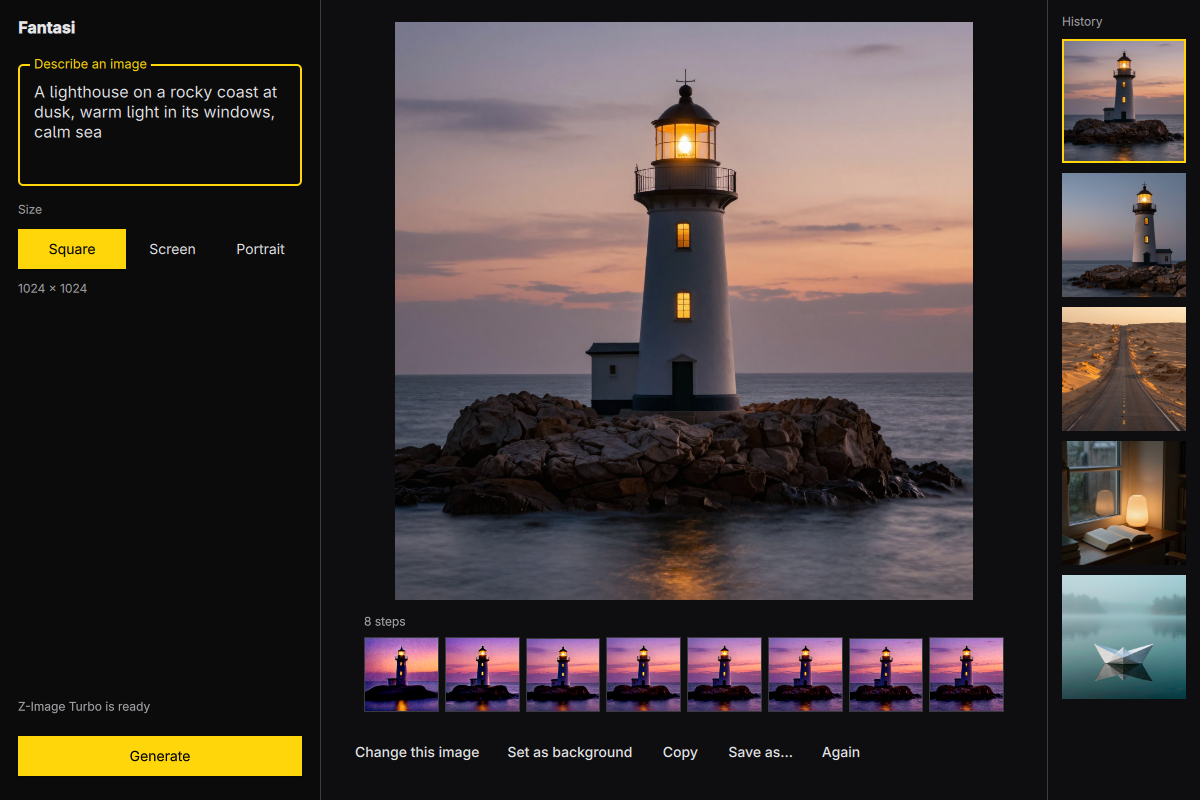 Fantasi
Describe an image
A lighthouse on a rocky coast at
dusk, warm light in its windows,
calm sea
Size
Square
Screen
Portrait
1024 × 1024
Z-Image Turbo is ready
Generate
8 steps
Change this image
Set as background
Copy
Save as...
Again
History